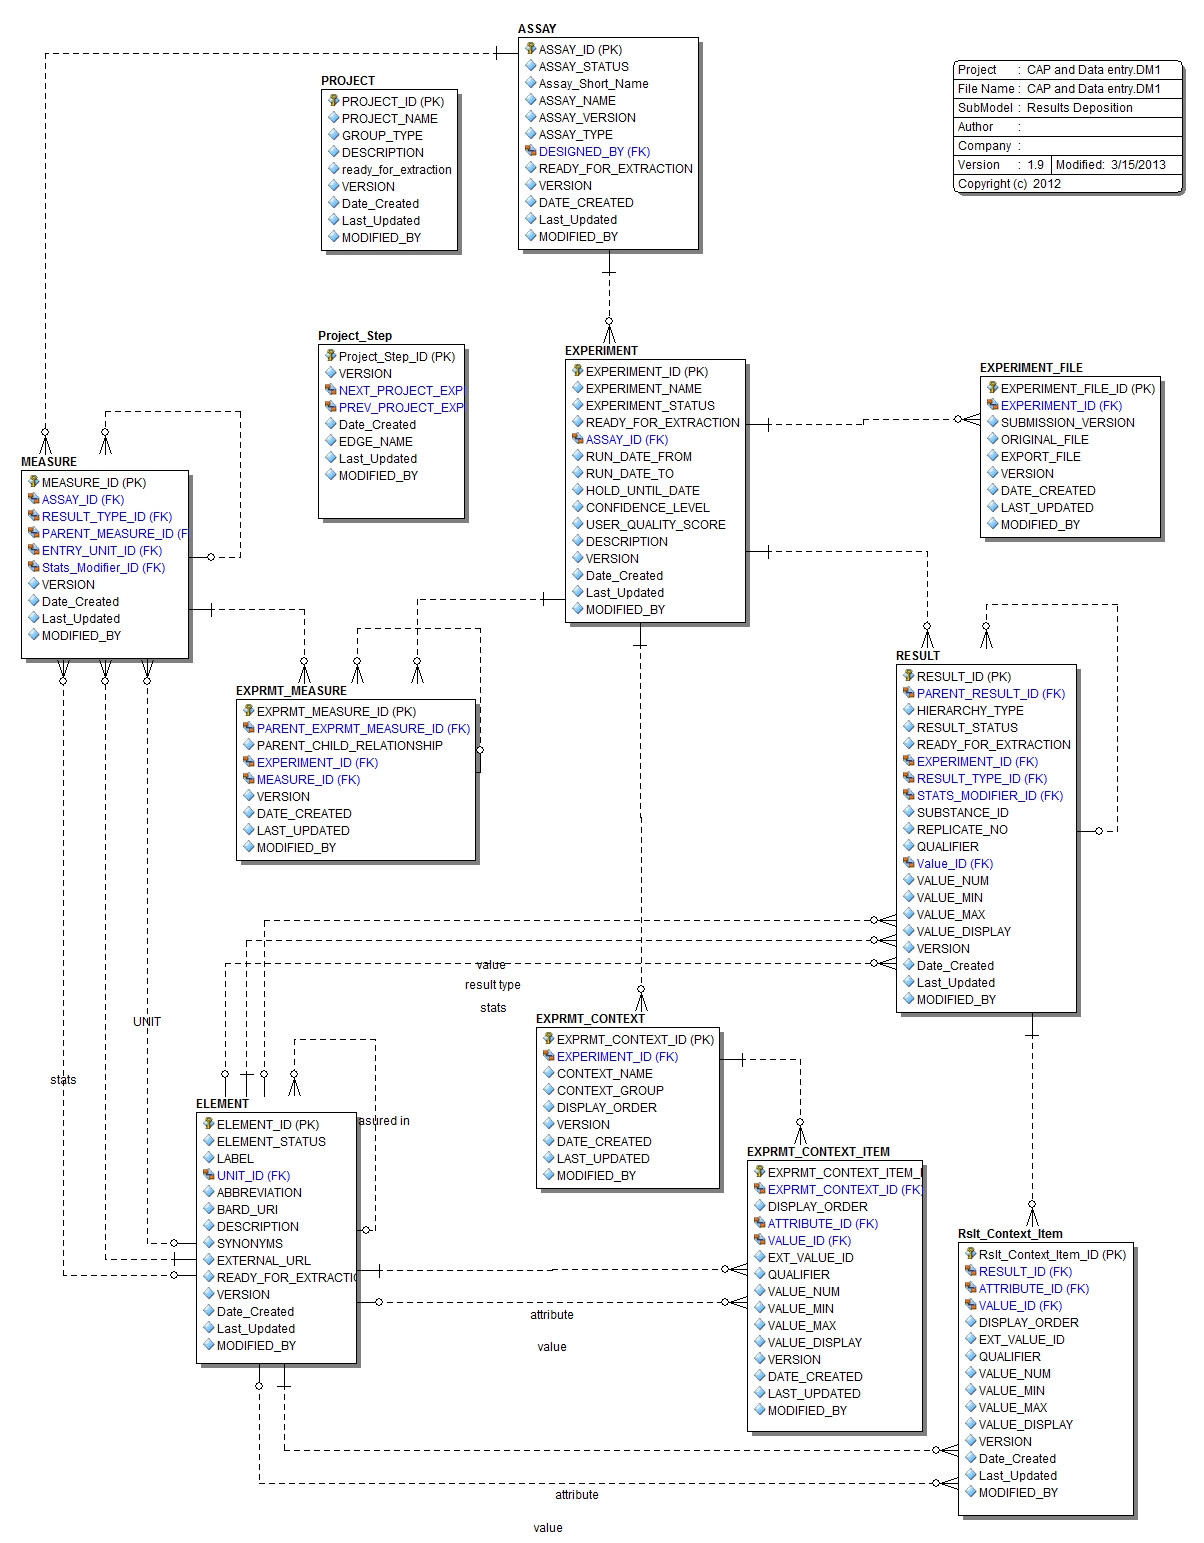 ASSAY
ASSAY_ID (PK)
ASSAY_STATUS
Assay_Short_Name
ASSAY_NAME
ASSAY_VERSION
ASSAY_TYPE
DESIGNED_BY (FK)
READY_FOR_EXTRACTION
VERSION
DATE_CREATED
Last_Updated
MODIFIED_BY
PROJECT
PROJECT_ID (PK)
PROJECT_NAME
GROUP_TYPE
DESCRIPTION
ready_for_extraction
VERSION
Date_Created
Last_Updated
MODIFIED_BY
Project : CAP and Data entry.DM1
File Name : CAP and Data entry.DM1
SubModel : Results Deposition
Author :
Company :
Version : 1.9 Modified: 3/15/2013
Copyright (c) 2012
Project_Step
Project_Step_ID (PK)
VERSION
NEXT_PROJECT_EXP
PREV_PROJECT_EXP
Date_Created
EDGE_NAME
Last_Updated
MODIFIED_BY
EXPERIMENT
EXPERIMENT_ID (PK)
EXPERIMENT_NAME
EXPERIMENT_STATUS
READY_FOR_EXTRACTION
ASSAY_ID (FK)
RUN_DATE_FROM
RUN_DATE_TO
HOLD_UNTIL_DATE
CONFIDENCE_LEVEL
USER_QUALITY_SCORE
DESCRIPTION
VERSION
Date_Created
Last_Updated
MODIFIED_BY
EXPERIMENT_FILE
EXPERIMENT_FILE_ID (PK)
EXPERIMENT_ID (FK)
SUBMISSION_VERSION
ORIGINAL_FILE
EXPORT_FILE
VERSION
DATE_CREATED
LAST_UPDATED
MODIFIED_BY
MEASURE
MEASURE_ID (PK)
ASSAY_ID (FK)
RESULT_TYPE_ID (FK)
PARENT_MEASURE_ID (F
ENTRY_UNIT_ID (FK)
Stats_Modifier_ID (FK)
VERSION
Date_Created
Last_Updated
MODIFIED_BY
EXPRMT_MEASURE
EXPRMT_MEASURE_ID (PK)
PARENT_EXPRMT_MEASURE_ID (FK)
PARENT_CHILD_RELATIONSHIP
EXPERIMENT_ID (FK)
MEASURE_ID (FK)
VERSION
DATE_CREATED
LAST_UPDATED
MODIFIED_BY
RESULT
RESULT_ID (PK)
PARENT_RESULT_ID (FK)
HIERARCHY_TYPE
RESULT_STATUS
READY_FOR_EXTRACTION
EXPERIMENT_ID (FK)
RESULT_TYPE_ID (FK)
STATS_MODIFIER_ID (FK)
SUBSTANCE_ID
REPLICATE_NO
QUALIFIER
Value_ID (FK)
VALUE_NUM
VALUE_MIN
VALUE_MAX
VALUE_DISPLAY
VERSION
Date_Created
Last_Updated
MODIFIED_BY
value
result type
stats
UNIT
stats
EXPRMT_CONTEXT
EXPRMT_CONTEXT_ID (PK)
EXPERIMENT_ID (FK)
CONTEXT_NAME
CONTEXT_GROUP
DISPLAY_ORDER
VERSION
DATE_CREATED
LAST_UPDATED
MODIFIED_BY
ELEMENT
ELEMENT_ID (PK)
ELEMENT_STATUS
LABEL
UNIT_ID (FK)
ABBREVIATION
BARD_URI
DESCRIPTION
SYNONYMS
EXTERNAL_URL
READY_FOR_EXTRACTIO
VERSION
Date_Created
Last_Updated
MODIFIED_BY
asured in
EXPRMT_CONTEXT_ITEM
EXPRMT_CONTEXT_ITEM_I
EXPRMT_CONTEXT_ID (FK)
DISPLAY_ORDER
ATTRIBUTE_ID (FK)
VALUE_ID (FK)
EXT_VALUE_ID
QUALIFIER
VALUE_NUM
VALUE_MIN
VALUE_MAX
VALUE_DISPLAY
VERSION
DATE_CREATED
LAST_UPDATED
MODIFIED_BY
attribute
value
Rslt_Context_Item
Rslt_Context_Item_ID (PK)
RESULT_ID (FK)
ATTRIBUTE_ID (FK)
VALUE_ID (FK)
DISPLAY_ORDER
EXT_VALUE_ID
QUALIFIER
VALUE_NUM
VALUE_MIN
VALUE_MAX
VALUE_DISPLAY
VERSION
Date_Created
Last_Updated
MODIFIED_BY
attribute
value